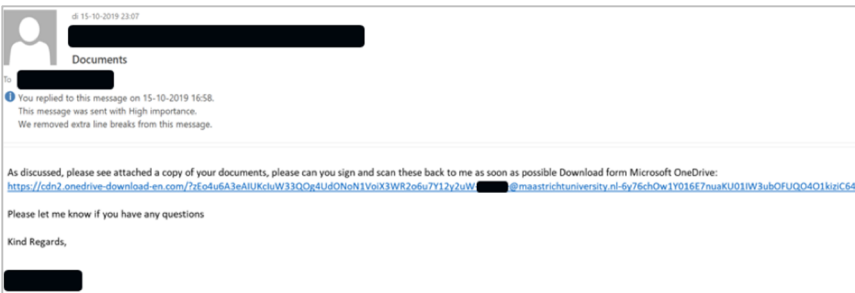 di 15-10-2019 23:07
Documents
To
You replied to this message on 15-10-2019 16:58.
This message was sent with High importance.
We removed extra line breaks from this message.
As discussed, please see attached a copy of your documents, please can you sign and scan these back to me as soon as possible Download form Microsoft OneDrive:
https://cdn2.onedrive-download-en.com/?zEo4u6A3eAIUKcIuW33QOg4UdONoN1VoiX3WR2o6u7Y12y2uW @maastrichtuniversity.nl-6y76chOw1Y016E7nuaKU01IW3ubOFUQO4O1kiziC64
Please let me know if you have any questions
Kind Regards,